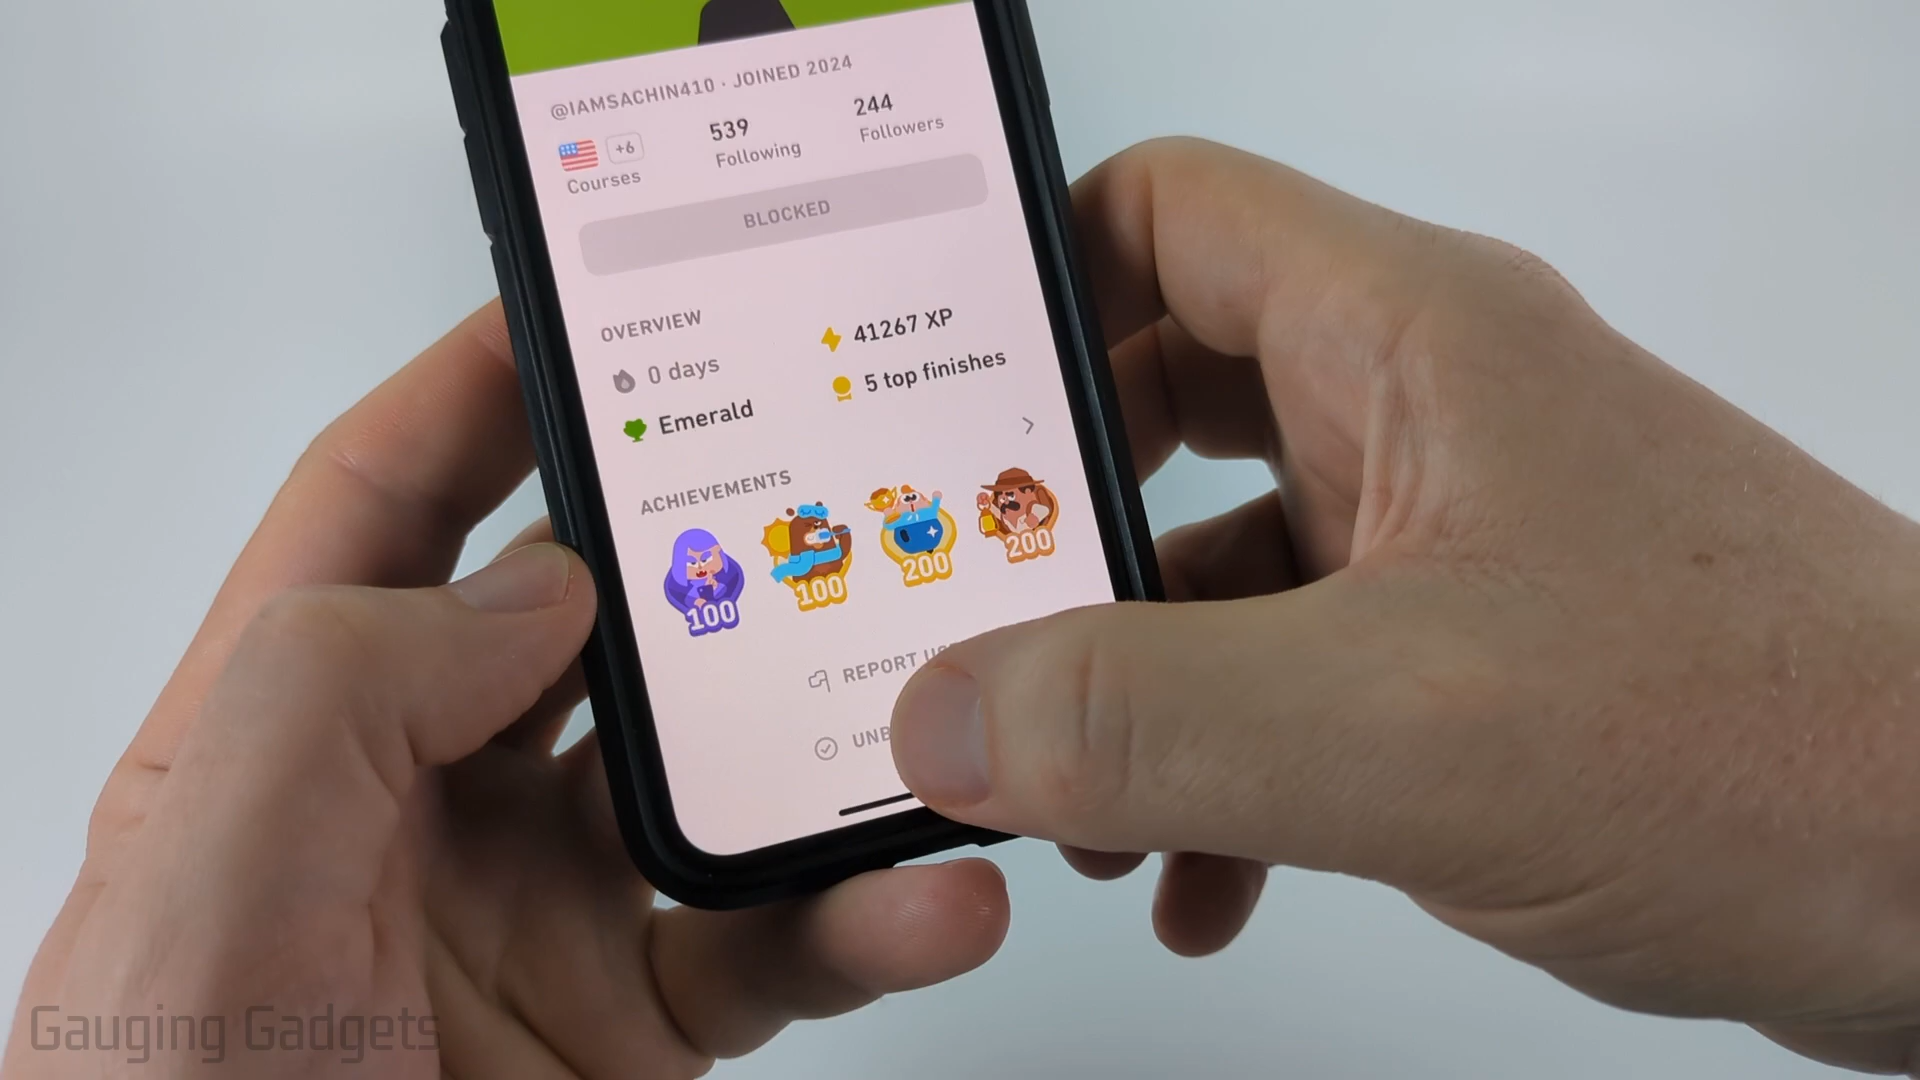 @IAMSACHIN410 · JOINED 2024
539
244
+6
Following
Followers
Courses
BLOCKED
OVERVIEW
41267 XP
0 days
5 top finishes
Emerald
ACHIEVEMENTS
100
100
200
200
REPORT
Gauging Gadgets